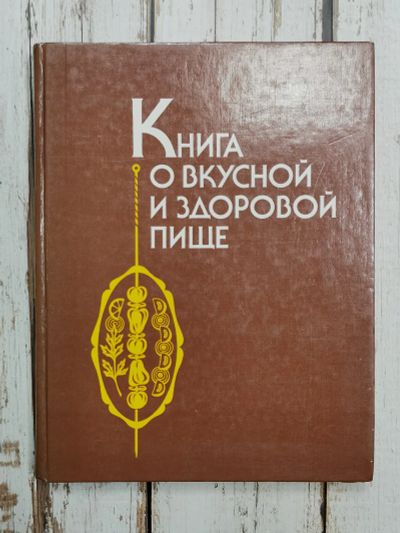 Книга
о вкусной
и здоровой
пище